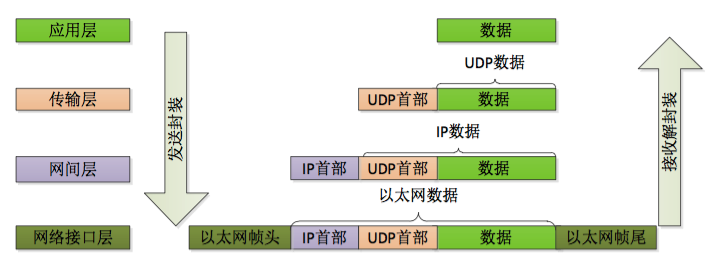 应用层
数据
UDP数据
传输层
UDP首部
数据
发送封装
接收解封装
IP数据
网间层
IP首部
UDP首部
数据
以太网数据
网络接口层
以太网帧头
IP首部
UDP首部
数据
以太网帧尾